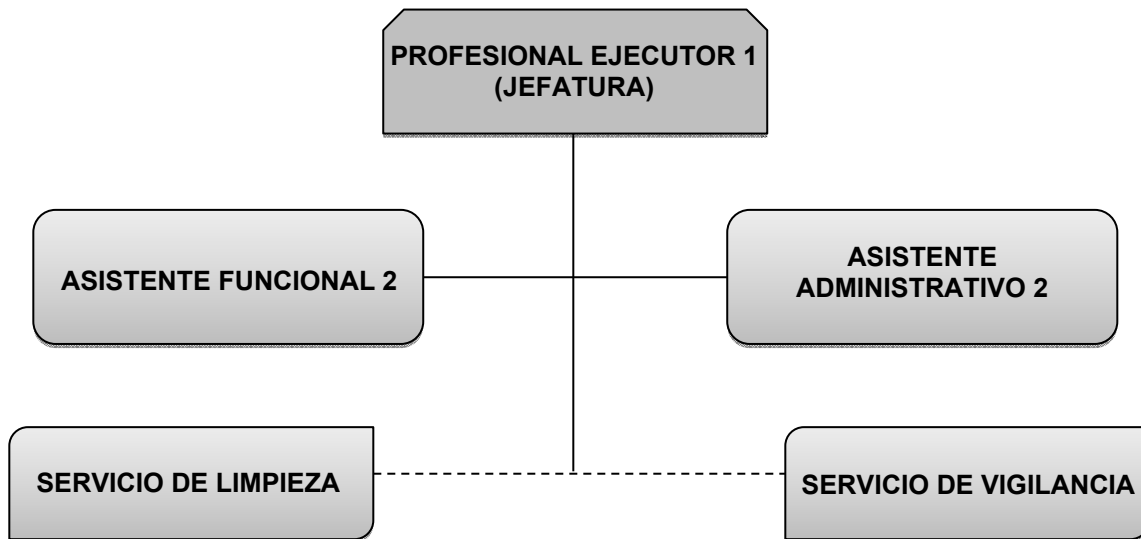 PROFESIONAL EJECUTOR 1
(JEFATURA)
ASISTENTE FUNCIONAL 2
ASISTENTE
ADMINISTRATIVO 2
SERVICIO DE LIMPIEZA
SERVICIO DE VIGILANCIA